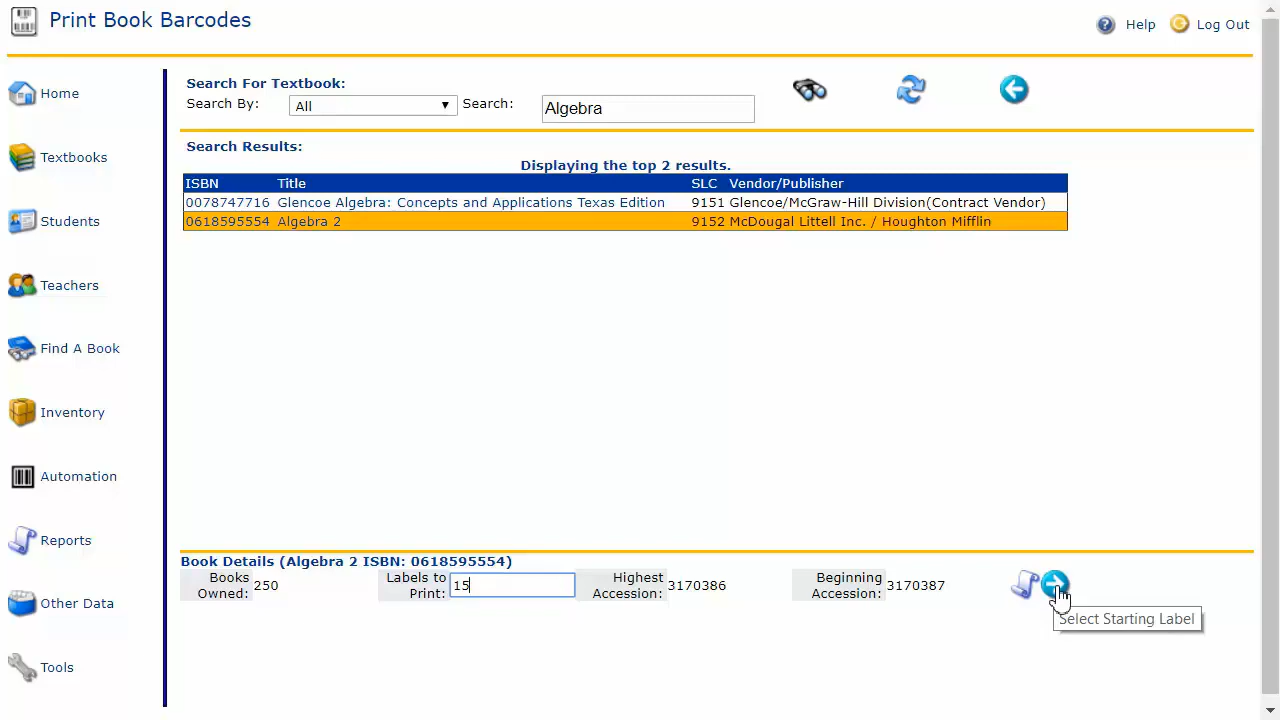 Print Book Barcodes
Help
Log Out
Home
Textbooks
Students
Teachers
Find A Book
Inventory
Automation
Reports
Other Data
Tools
Search For Textbook:
Search By: All Search: Algebra
Search Results:
Displaying the top 2 results.
ISBN Title SLC Vendor/Publisher
0078747716 Glencoe Algebra: Concepts and Applications Texas Edition 9151 Glencoe/McGraw-Hill Division(Contract Vendor)
0618595554 Algebra 2 9152 McDougal Littell Inc. / Houghton Mifflin
Book Details (Algebra 2 ISBN: 0618595554)
Books Owned: 250 Labels to Print: 15 Highest Accession: 3170386 Beginning Accession: 3170387
Select Starting Label